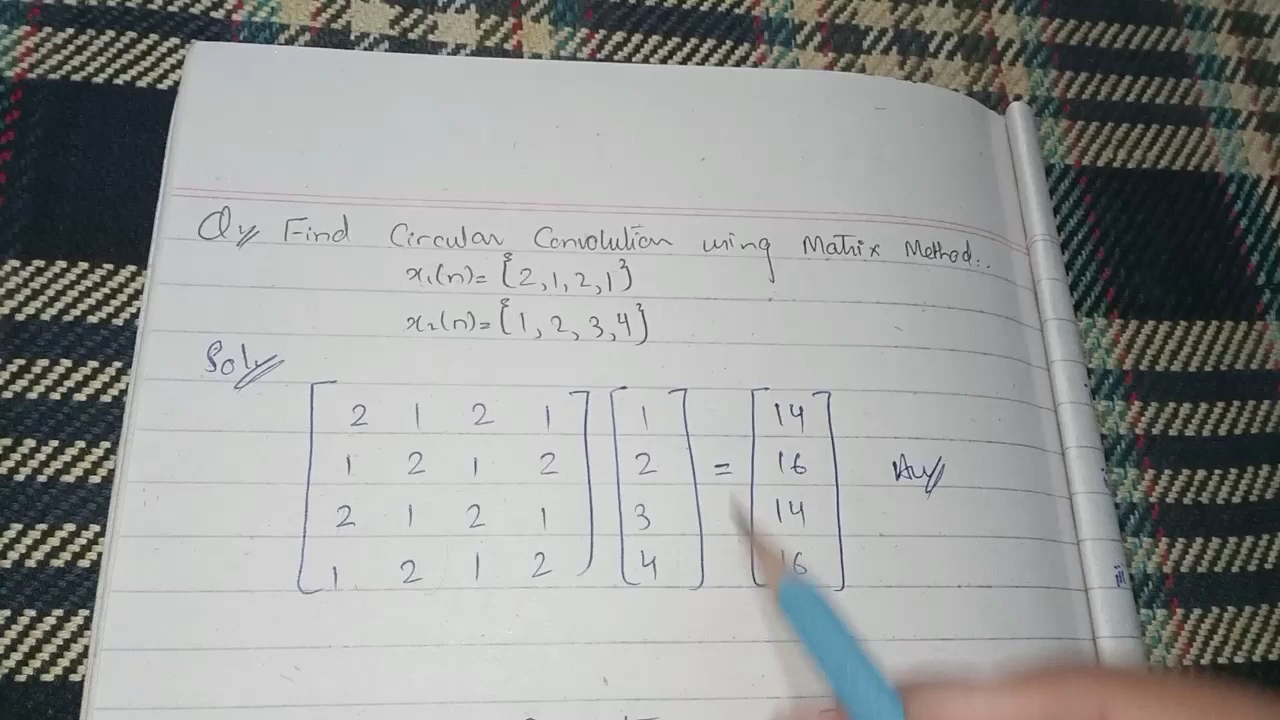 Q Find Circular Convolution using Matrix Method.
x₁(n) = {2, 1, 2, 1}
x₂(n) = {1, 2, 3, 4}
Sol
2 1 2 1 1 14
1 2 1 2 2 = 16 Ans
2 1 2 1 3 14
1 2 1 2 4 16